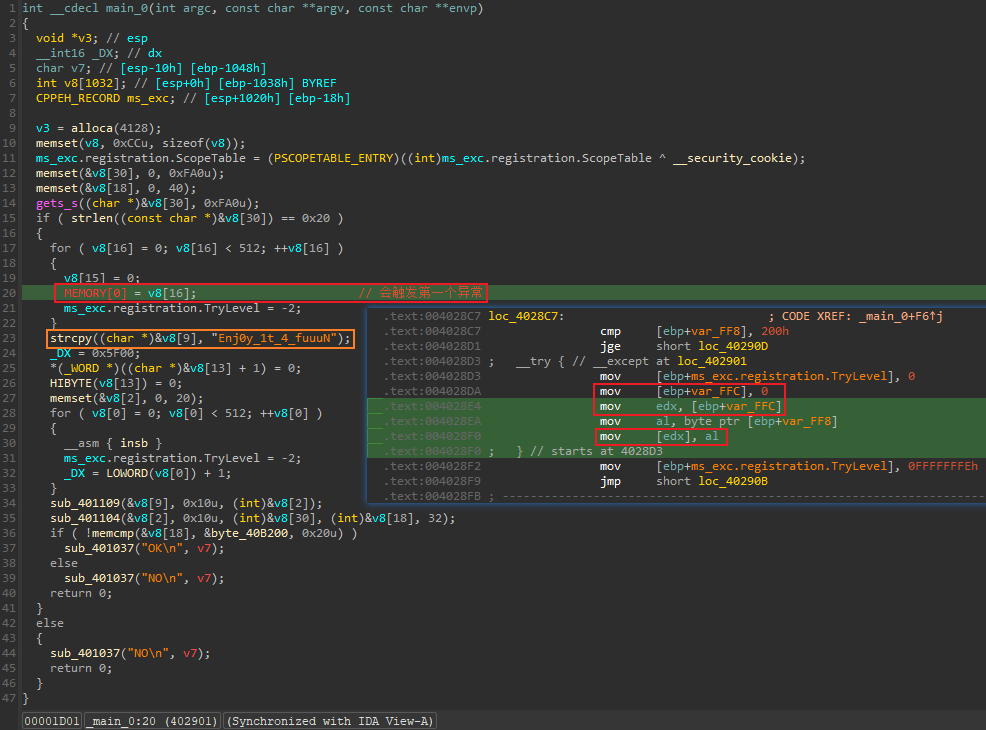 1 int __cdecl main_0(int argc, const char **argv, const char **envp)
2 {
3 void *v3; // esp
4 __int16 _DX; // dx
5 char v7; // [esp-10h] [ebp-1048h]
6 int v8[1032]; // [esp+0h] [ebp-1038h] BYREF
7 CPPEH_RECORD ms_exc; // [esp+1020h] [ebp-18h]
8
9 v3 = alloca(4128);
10 memset(v8, 0xCCu, sizeof(v8));
11 ms_exc.registration.ScopeTable = (PSCOPETABLE_ENTRY)((int)ms_exc.registration.ScopeTable ^ __security_cookie);
12 memset(&v8[30], 0, 0xFA0u);
13 memset(&v8[18], 0, 40);
14 gets_s((char *)&v8[30], 0xFA0u);
15 if ( strlen((const char *)&v8[30]) == 0x20 )
16 {
17 for ( v8[16] = 0; v8[16] < 512; ++v8[16] )
18 {
19 v8[15] = 0;
20 MEMORY[0] = v8[16]; // 会触发第一个异常
21 ms_exc.registration.TryLevel = -2;
22 }
23 strcpy((char *)&v8[9], "Enj0y_1t_4_fuuuN");
24 _DX = 0x5F00;
25 *(_WORD *)((char *)&v8[13] + 1) = 0;
26 HIBYTE(v8[13]) = 0;
27 memset(&v8[2], 0, 20);
28 for ( v8[0] = 0; v8[0] < 512; ++v8[0] )
29 {
30 __asm { insb }
31 ms_exc.registration.TryLevel = -2;
32 _DX = LOWORD(v8[0]) + 1;
33 }
34 sub_401109(&v8[9], 0x10u, (int)&v8[2]);
35 sub_401104(&v8[2], 0x10u, (int)&v8[30], (int)&v8[18], 32);
36 if ( !memcmp(&v8[18], &byte_40B200, 0x20u) )
37 sub_401037("OK\n", v7);
38 else
39 sub_401037("NO\n", v7);
40 return 0;
41 }
42 else
43 {
44 sub_401037("NO\n", v7);
45 return 0;
46 }
47 }
.text:004028C7 loc_4028C7: ; CODE XREF: _main_0+F6↑j
.text:004028C7 cmp [ebp+var_FF8], 200h
.text:004028D1 jge short loc_40290D
.text:004028D3 ; __try { // __except at loc_402901
.text:004028D3 mov [ebp+ms_exc.registration.TryLevel], 0
.text:004028DA mov [ebp+var_FFC], 0
.text:004028E4 mov edx, [ebp+var_FFC]
.text:004028EA mov al, byte ptr [ebp+var_FF8]
.text:004028F0 mov [edx], al
.text:004028F0 ; } // starts at 4028D3
.text:004028F2 mov [ebp+ms_exc.registration.TryLevel], 0FFFFFFFEh
.text:004028F9 jmp short loc_40290B
.text:004028FB ; ---------------------------------------------------------------------------
00001D01 _main_0:20 (402901) (Synchronized with IDA View-A)